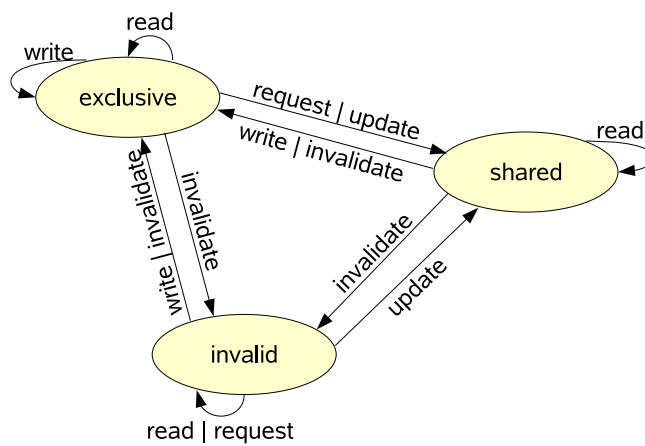 read
write
exclusive
request | update
write | invalidate
read
shared
write | invalidate
invalidate
invalidate
update
invalid
read | request